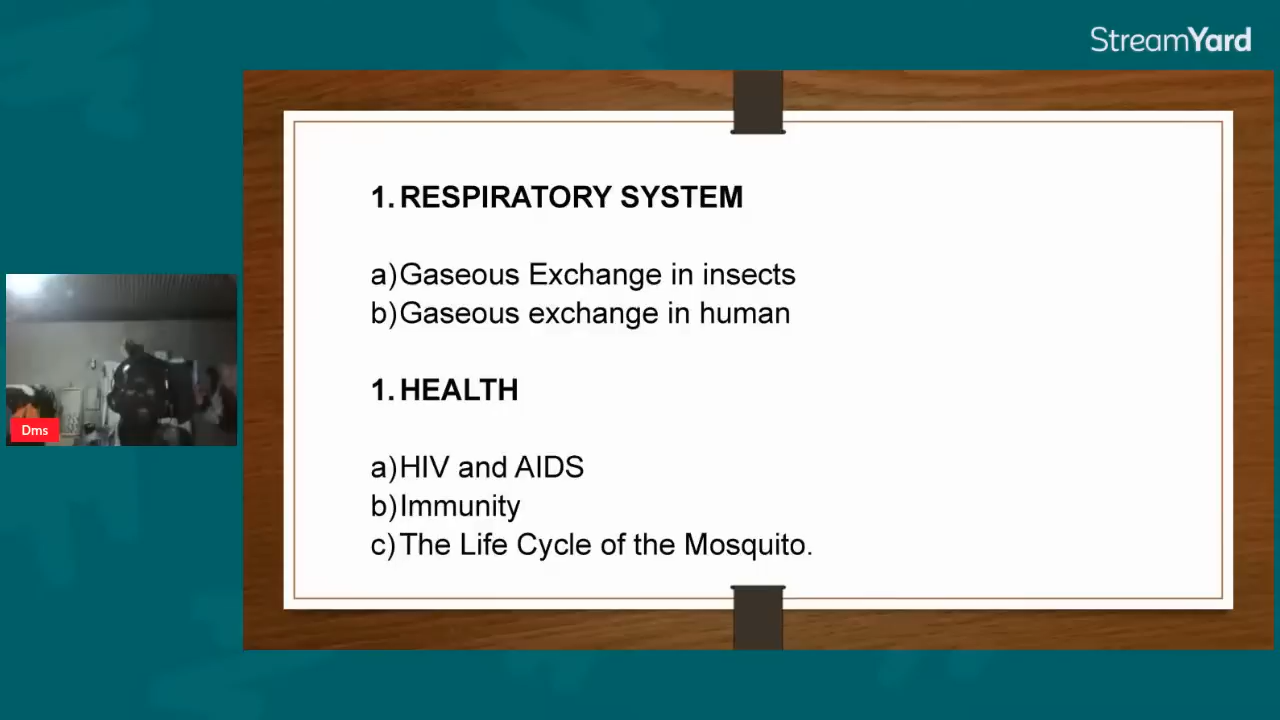 StreamYard
1. RESPIRATORY SYSTEM
a) Gaseous Exchange in insects
b) Gaseous exchange in human
1. HEALTH
a) HIV and AIDS
b) Immunity
c) The Life Cycle of the Mosquito.
Dms